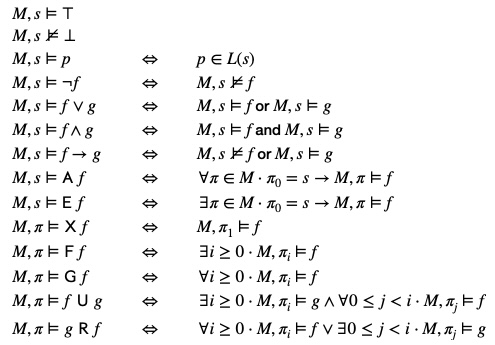 M, s ⊨ ⊤
M, s ⊭ ⊥
M, s ⊨ p ⇔ p ∈ L(s)
M, s ⊨ ¬f ⇔ M, s ⊭ f
M, s ⊨ f ∨ g ⇔ M, s ⊨ f or M, s ⊨ g
M, s ⊨ f ∧ g ⇔ M, s ⊨ f and M, s ⊨ g
M, s ⊨ f → g ⇔ M, s ⊭ f or M, s ⊨ g
M, s ⊨ A f ⇔ ∀π ∈ M · π₀ = s → M, π ⊨ f
M, s ⊨ E f ⇔ ∃π ∈ M · π₀ = s → M, π ⊨ f
M, π ⊨ X f ⇔ M, π₁ ⊨ f
M, π ⊨ F f ⇔ ∃i ≥ 0 · M, πᵢ ⊨ f
M, π ⊨ G f ⇔ ∀i ≥ 0 · M, πᵢ ⊨ f
M, π ⊨ f U g ⇔ ∃i ≥ 0 · M, πᵢ ⊨ g ∧ ∀0 ≤ j < i · M, πⱼ ⊨ f
M, π ⊨ g R f ⇔ ∀i ≥ 0 · M, πᵢ ⊨ f ∨ ∃0 ≤ j < i · M, πⱼ ⊨ g